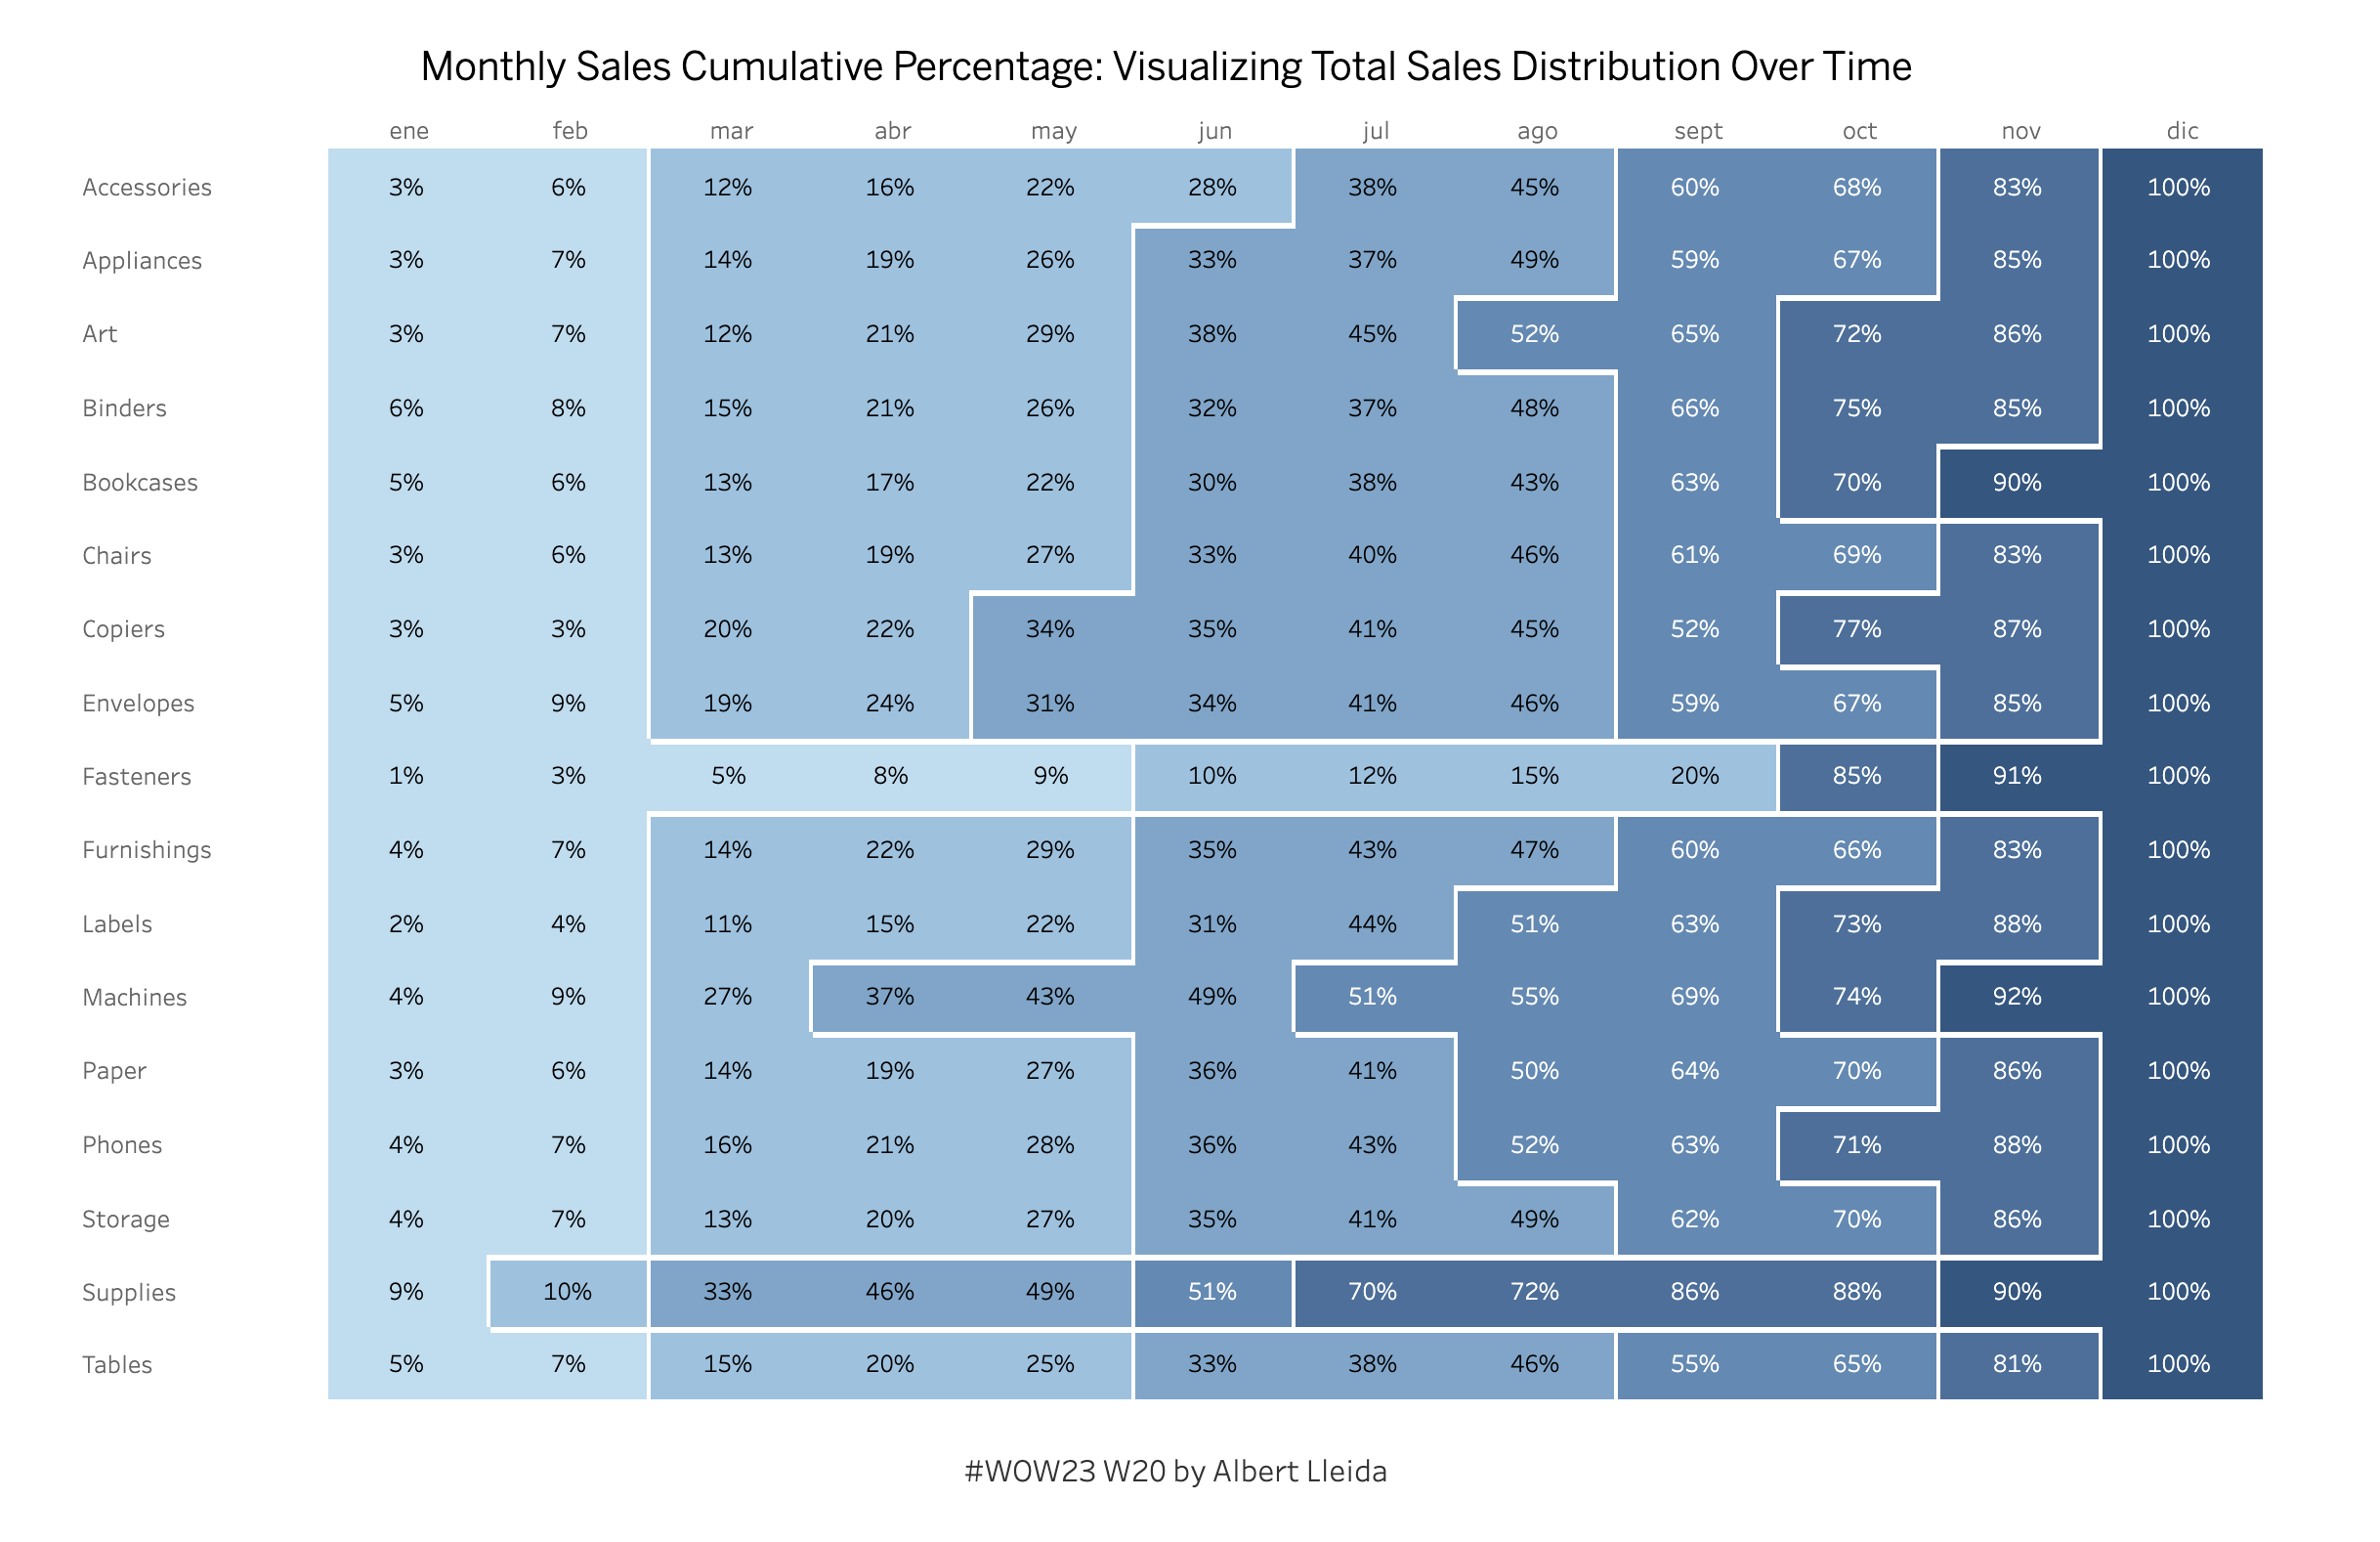 Monthly Sales Cumulative Percentage: Visualizing Total Sales Distribution Over Time
ene feb mar abr may jun jul ago sept oct nov dic
Accessories 3% 6% 12% 16% 22% 28% 38% 45% 60% 68% 83% 100%
Appliances 3% 7% 14% 19% 26% 33% 37% 49% 59% 67% 85% 100%
Art 3% 7% 12% 21% 29% 38% 45% 52% 65% 72% 86% 100%
Binders 6% 8% 15% 21% 26% 32% 37% 48% 66% 75% 85% 100%
Bookcases 5% 6% 13% 17% 22% 30% 38% 43% 63% 70% 90% 100%
Chairs 3% 6% 13% 19% 27% 33% 40% 46% 61% 69% 83% 100%
Copiers 3% 3% 20% 22% 34% 35% 41% 45% 52% 77% 87% 100%
Envelopes 5% 9% 19% 24% 31% 34% 41% 46% 59% 67% 85% 100%
Fasteners 1% 3% 5% 8% 9% 10% 12% 15% 20% 85% 91% 100%
Furnishings 4% 7% 14% 22% 29% 35% 43% 47% 60% 66% 83% 100%
Labels 2% 4% 11% 15% 22% 31% 44% 51% 63% 73% 88% 100%
Machines 4% 9% 27% 37% 43% 49% 51% 55% 69% 74% 92% 100%
Paper 3% 6% 14% 19% 27% 36% 41% 50% 64% 70% 86% 100%
Phones 4% 7% 16% 21% 28% 36% 43% 52% 63% 71% 88% 100%
Storage 4% 7% 13% 20% 27% 35% 41% 49% 62% 70% 86% 100%
Supplies 9% 10% 33% 46% 49% 51% 70% 72% 86% 88% 90% 100%
Tables 5% 7% 15% 20% 25% 33% 38% 46% 55% 65% 81% 100%
#WOW23 W20 by Albert Lleida